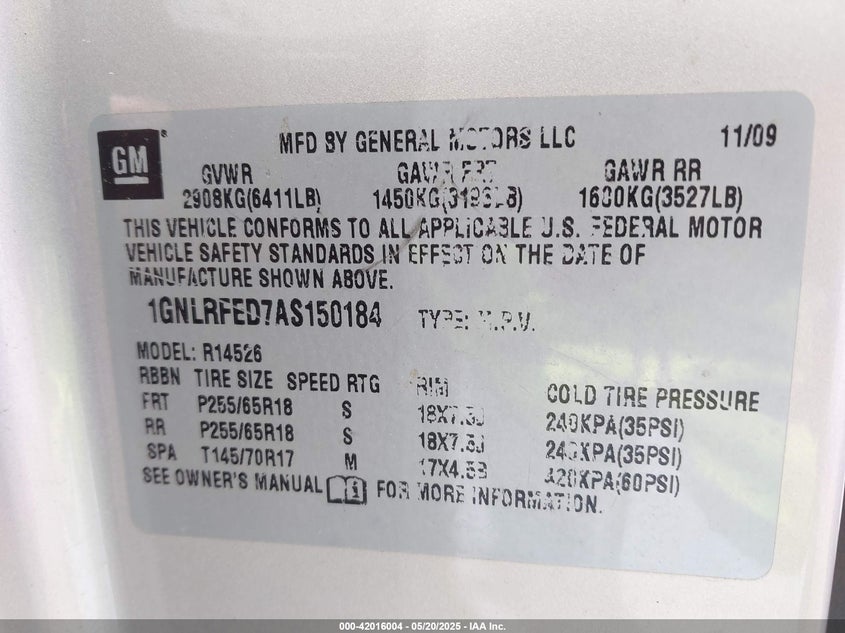 GM ® MFD BY GENERAL MOTORS LLC 11/09
GVWR GAWR FRT GAWR RR
2908KG(6411LB) 1450KG(3196LB) 1600KG(3527LB)
THIS VEHICLE CONFORMS TO ALL APPLICABLE U.S. FEDERAL MOTOR
VEHICLE SAFETY STANDARDS IN EFFECT ON THE DATE OF
MANUFACTURE SHOWN ABOVE.
1GNLRFED7AS150184 TYPE: M.P.V.
MODEL: R14526
RBBN TIRE SIZE SPEED RTG RIM COLD TIRE PRESSURE
FRT P255/65R18 S 18X7.5J 240KPA(35PSI)
RR P255/65R18 S 18X7.5J 240KPA(35PSI)
SPA T145/70R17 M 17X4.5B 420KPA(60PSI)
SEE OWNER'S MANUAL FOR MORE INFORMATION.
000-42016004 — 05/20/2025 — IAA Inc.